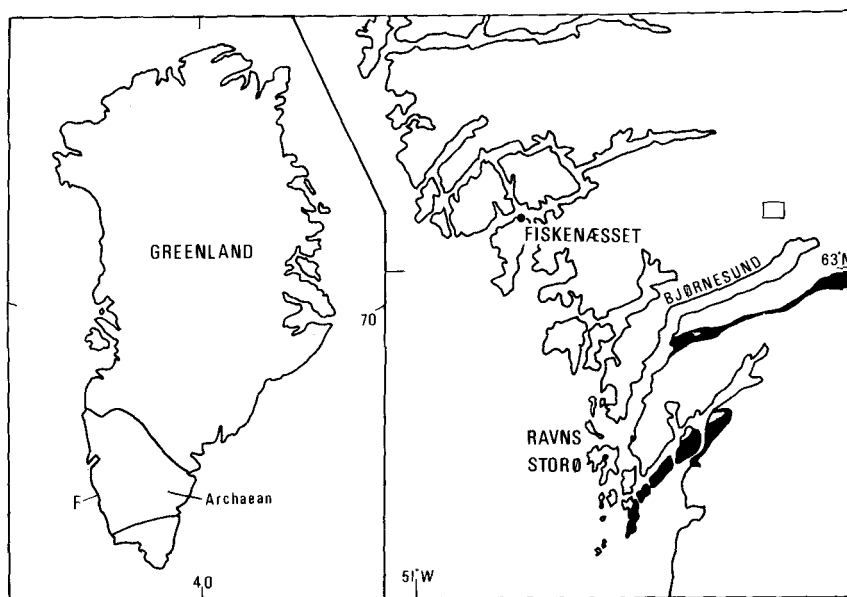 GREENLAND
70
F
Archaean
40
FISKENÆSSET
BJØRNESUND
63°N
RAVNS
STORØ
51°W